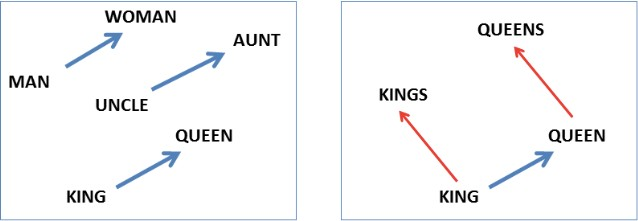 WOMAN
AUNT
MAN
UNCLE
QUEEN
KING
QUEENS
KINGS
QUEEN
KING